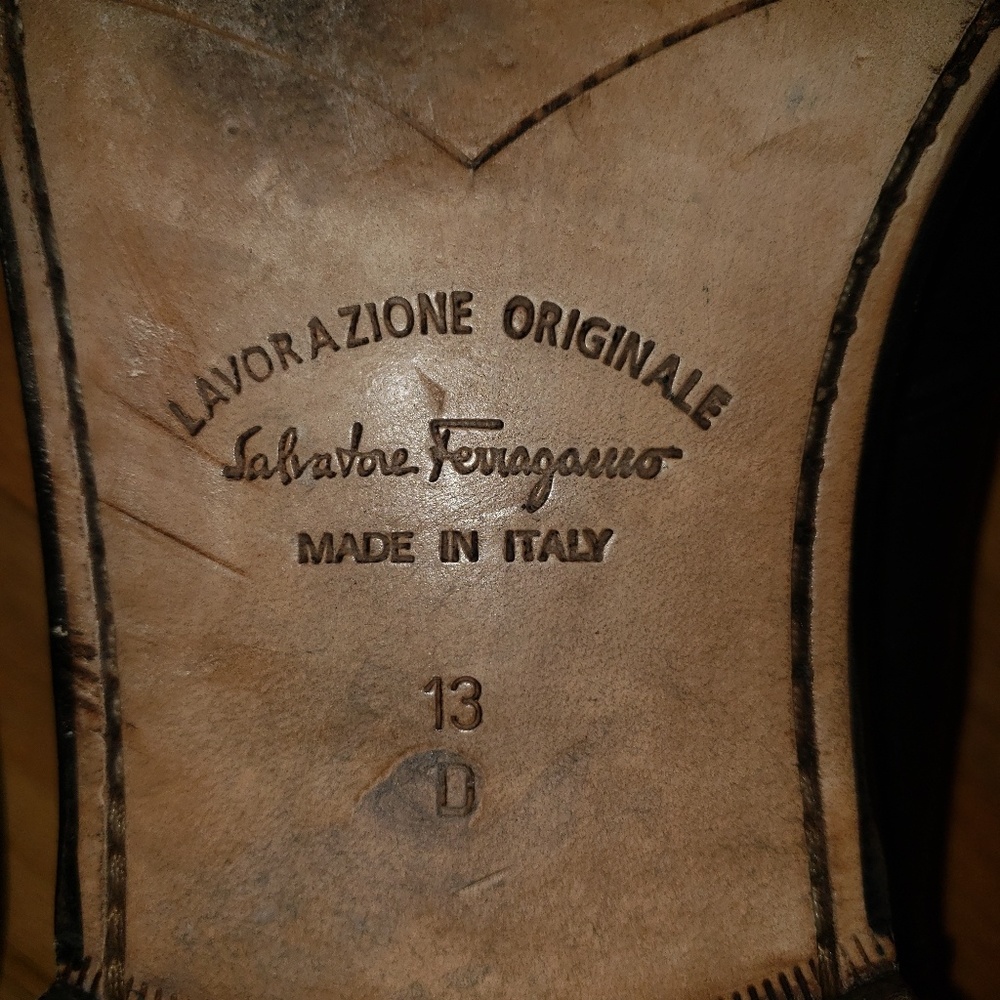 LAVORAZIONE ORIGINALE
Salvatore Ferragamo
MADE IN ITALY
13
D